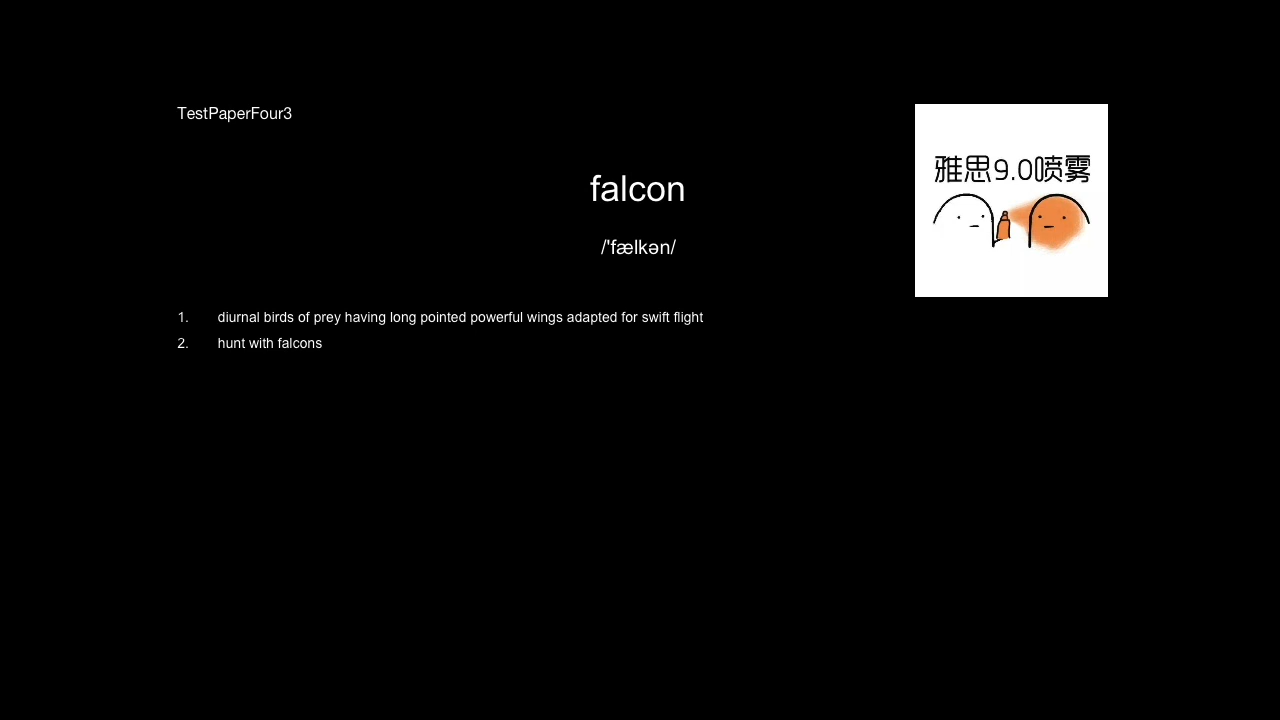 TestPaperFour3
雅思9.0喷雾
falcon
/'fælkən/
1. diurnal birds of prey having long pointed powerful wings adapted for swift flight
2. hunt with falcons